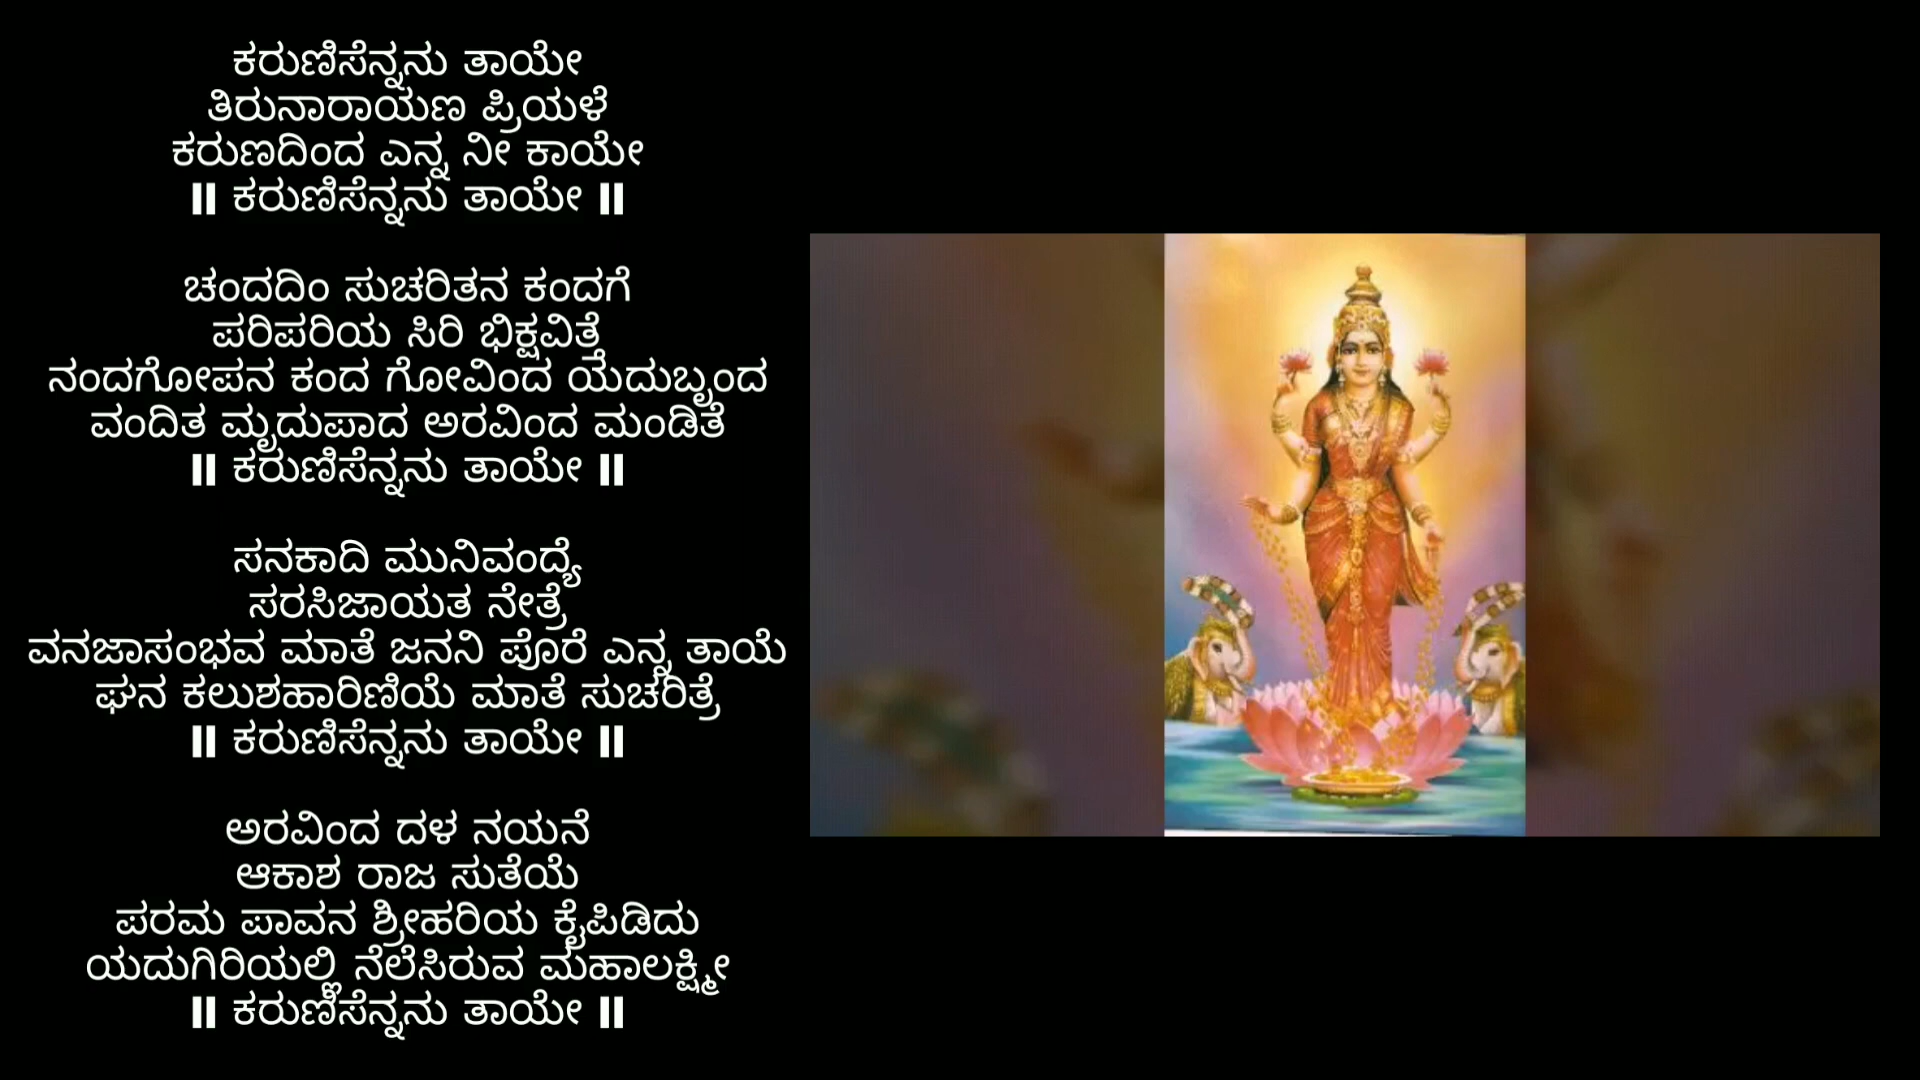 ಕರುಣಿಸೆನ್ನನು ತಾಯೇ
ತಿರುನಾರಾಯಣ ಪ್ರಿಯಳೆ
ಕರುಣದಿಂದ ಎನ್ನ ನೀ ಕಾಯೇ
|| ಕರುಣಿಸೆನ್ನನು ತಾಯೇ ||
ಚಂದದಿಂ ಸುಚರಿತನ ಕಂದಗೆ
ಪರಿಪರಿಯ ಸಿರಿ ಭಿಕ್ಷವಿತ್ತೆ
ನಂದಗೋಪನ ಕಂದ ಗೋವಿಂದ ಯದುಬೃಂದ
ವಂದಿತ ಮೃದುಪಾದ ಅರವಿಂದ ಮಂಡಿತೆ
|| ಕರುಣಿಸೆನ್ನನು ತಾಯೇ ||
ಸನಕಾದಿ ಮುನಿವಂದ್ಯೆ
ಸರಸಿಜಾಯತ ನೇತ್ರೆ
ವನಜಾಸಂಭವ ಮಾತೆ ಜನನಿ ಪೊರೆ ಎನ್ನ ತಾಯೆ
ಘನ ಕಲುಶಹಾರಿಣಿಯೆ ಮಾತೆ ಸುಚರಿತ್ರೆ
|| ಕರುಣಿಸೆನ್ನನು ತಾಯೇ ||
ಅರವಿಂದ ದಳ ನಯನೆ
ಆಕಾಶ ರಾಜ ಸುತೆಯೆ
ಪರಮ ಪಾವನ ಶ್ರೀಹರಿಯ ಕೈಪಿಡಿದು
ಯದುಗಿರಿಯಲ್ಲಿ ನೆಲೆಸಿರುವ ಮಹಾಲಕ್ಷ್ಮೀ
|| ಕರುಣಿಸೆನ್ನನು ತಾಯೇ ||